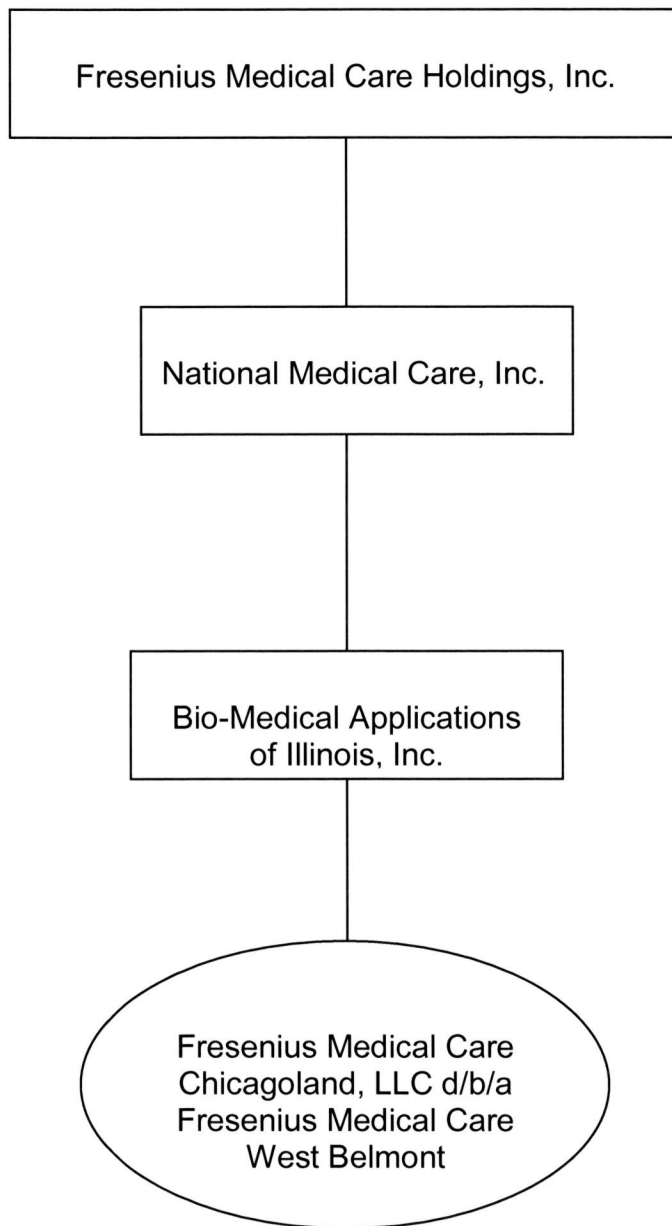 Fresenius Medical Care Holdings, Inc.
National Medical Care, Inc.
Bio-Medical Applications
of Illinois, Inc.
Fresenius Medical Care
Chicagoland, LLC d/b/a
Fresenius Medical Care
West Belmont